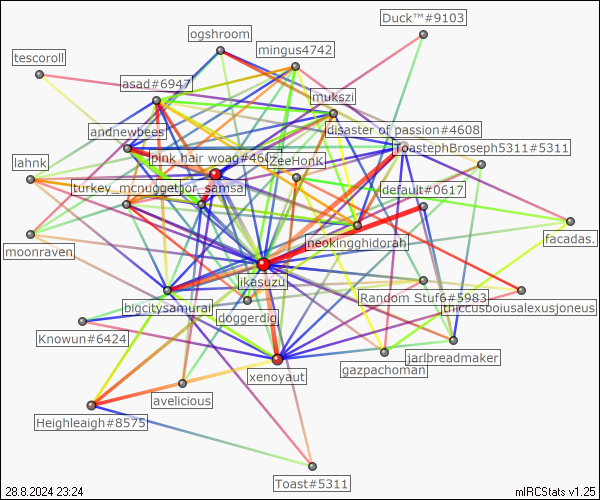 Duck™#9103
ogshroom
mingus4742
tescoroll
asad#6947
mukszi
andnewbees
disaster of passion#4608
ToastephBroseph5311#5311
pink hair woag#4608
ZeeHonK
lahnk
turkey_mcnugget
jor_samsa
default#0617
neokingghidorah
facadas.
moonraven
ikasuzu
bigcitysamurai
doggerdig
Random Stuf6#5983
chiccusboiusalexusjoneus
Knowun#6424
xenoyaut
gazpachoman
jarlbreadmaker
avelicious
Heighleaigh#8575
Toast#5311
28.8.2024 23:24
mIRCStats v1.25